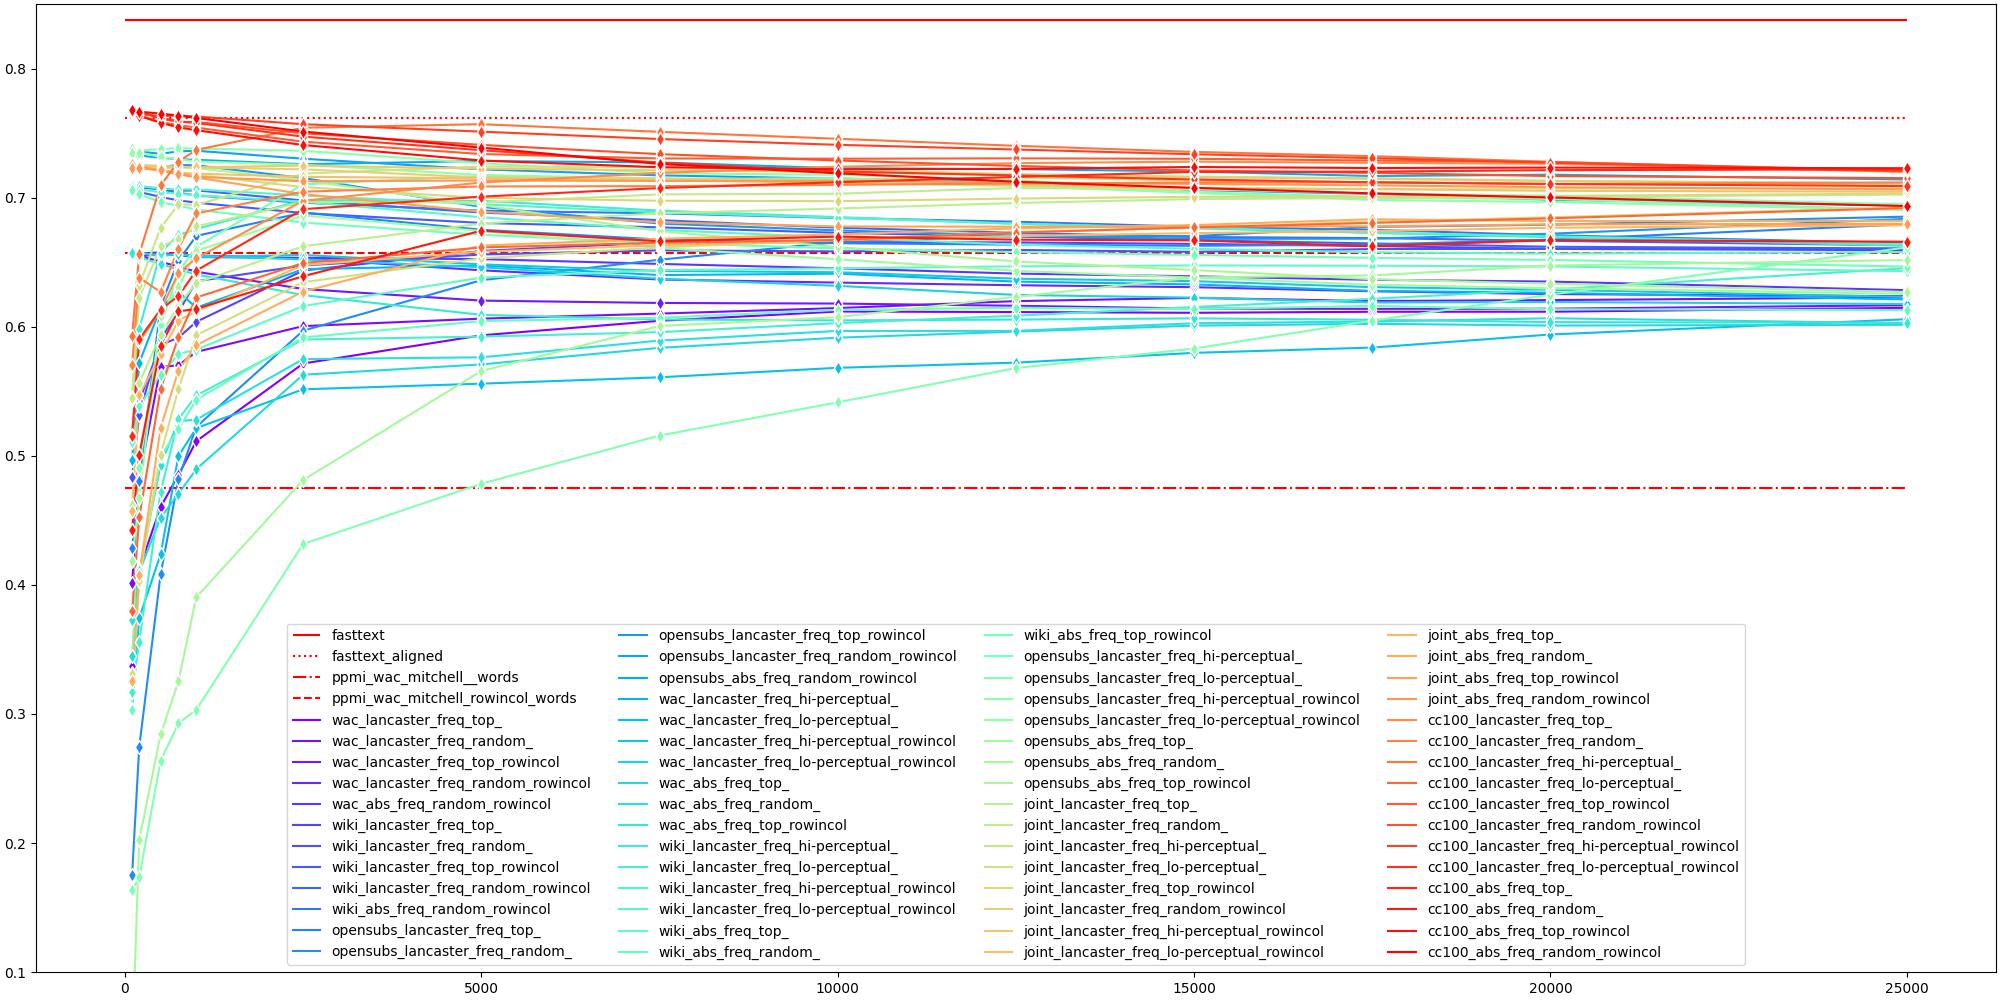 0.8
0.7
0.6
0.5
0.4
0.3
0.2
0.1
fasttext
fasttext_aligned
ppmi_wac_mitchell__words
ppmi_wac_mitchell_rowincol_words
wac_lancaster_freq_top_
wac_lancaster_freq_random_
wac_lancaster_freq_top_rowincol
wac_lancaster_freq_random_rowincol
wac_abs_freq_random_rowincol
wiki_lancaster_freq_top_
wiki_lancaster_freq_random_
wiki_lancaster_freq_top_rowincol
wiki_lancaster_freq_random_rowincol
wiki_abs_freq_random_rowincol
opensubs_lancaster_freq_top_
opensubs_lancaster_freq_random_
opensubs_lancaster_freq_top_rowincol
opensubs_lancaster_freq_random_rowincol
opensubs_abs_freq_random_rowincol
wac_lancaster_freq_hi-perceptual_
wac_lancaster_freq_lo-perceptual_
wac_lancaster_freq_hi-perceptual_rowincol
wac_lancaster_freq_lo-perceptual_rowincol
wac_abs_freq_top_
wac_abs_freq_random_
wac_abs_freq_top_rowincol
wiki_lancaster_freq_hi-perceptual_
wiki_lancaster_freq_lo-perceptual_
wiki_lancaster_freq_hi-perceptual_rowincol
wiki_lancaster_freq_lo-perceptual_rowincol
wiki_abs_freq_top_
wiki_abs_freq_random_
wiki_abs_freq_top_rowincol
opensubs_lancaster_freq_hi-perceptual_
opensubs_lancaster_freq_lo-perceptual_
opensubs_lancaster_freq_hi-perceptual_rowincol
opensubs_lancaster_freq_lo-perceptual_rowincol
opensubs_abs_freq_top_
opensubs_abs_freq_random_
opensubs_abs_freq_top_rowincol
joint_lancaster_freq_top_
joint_lancaster_freq_random_
joint_lancaster_freq_hi-perceptual_
joint_lancaster_freq_lo-perceptual_
joint_lancaster_freq_top_rowincol
joint_lancaster_freq_random_rowincol
joint_lancaster_freq_hi-perceptual_rowincol
joint_lancaster_freq_lo-perceptual_rowincol
joint_abs_freq_top_
joint_abs_freq_random_
joint_abs_freq_top_rowincol
joint_abs_freq_random_rowincol
cc100_lancaster_freq_top_
cc100_lancaster_freq_random_
cc100_lancaster_freq_hi-perceptual_
cc100_lancaster_freq_lo-perceptual_
cc100_lancaster_freq_top_rowincol
cc100_lancaster_freq_random_rowincol
cc100_lancaster_freq_hi-perceptual_rowincol
cc100_lancaster_freq_lo-perceptual_rowincol
cc100_abs_freq_top_
cc100_abs_freq_random_
cc100_abs_freq_top_rowincol
cc100_abs_freq_random_rowincol
0
5000
10000
15000
20000
25000